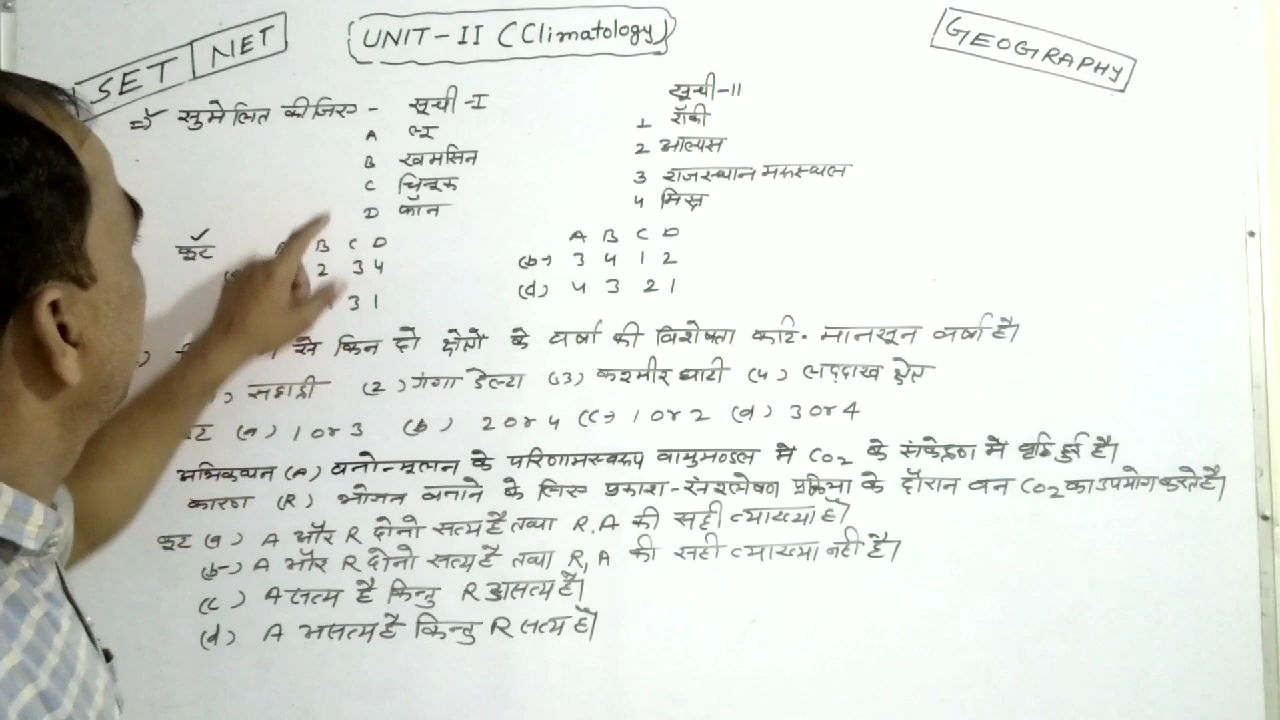 SET NET
UNIT-II (Climatology)
GEOGRAPHY
=> सुमेलित कीजिए - सूची-I सूची-II
A लू 1 रॉकी
B खमसिन 2 आल्पस
C चिनूक 3 राजस्थान मरुस्थल
D फॉन 4 मिस्र
कूट B C D A B C D
2 3 4 (b) 3 4 1 2
3 1 (d) 4 3 2 1
से किन दो क्षेत्रों के वर्षा की विशेषता कटि. मानसून वर्षा है।
) सहाद्री (2) गंगा डेल्टा (3) कश्मीर घाटी (4) लद्दाख क्षेत्र
(a) 1 or 3 (b) 2 or 4 (c) 1 or 2 (d) 3 or 4
अभिकथन (A) वनोन्मूलन के परिणामस्वरूप वायुमण्डल में CO2 के संकेन्द्रण में वृद्धि हुई है।
कारण (R) भोजन बनाने के लिए प्रकाश-संश्लेषण प्रक्रिया के दौरान वन CO2 का उपयोग करते है।
कूट (a) A और R दोनो सत्य है तथा R, A की सही व्याख्या है।
(b) A और R दोनो सत्य है तथा R, A की सही व्याख्या नही है।
(c) A सत्य है किन्तु R असत्य है।
(d) A असत्य है किन्तु R सत्य है।